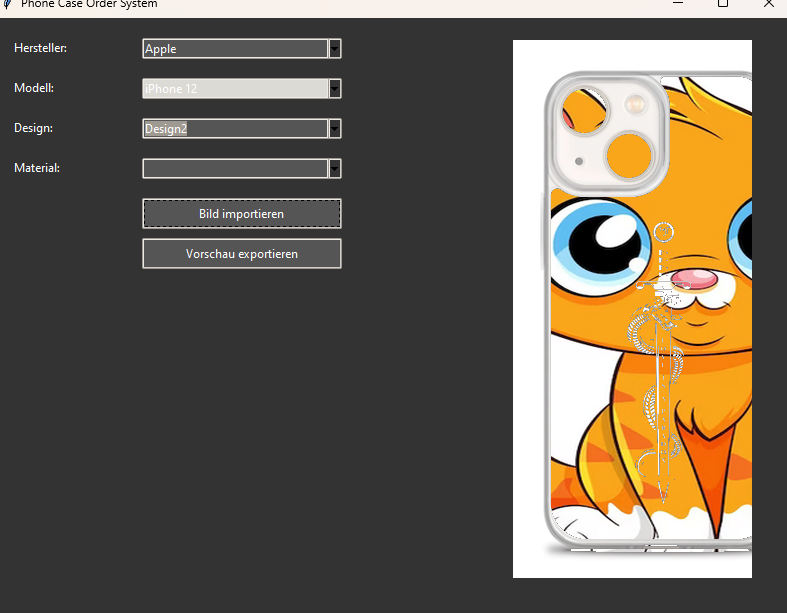 Phone Case Order System
Hersteller:
Apple
Modell:
iPhone 12
Design:
Design2
Material:
Bild importieren
Vorschau exportieren